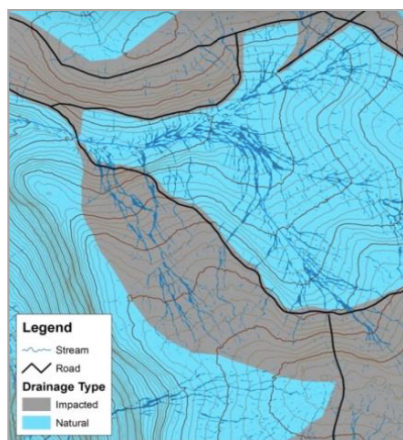 Legend
Stream
Road
Drainage Type
Impacted
Natural